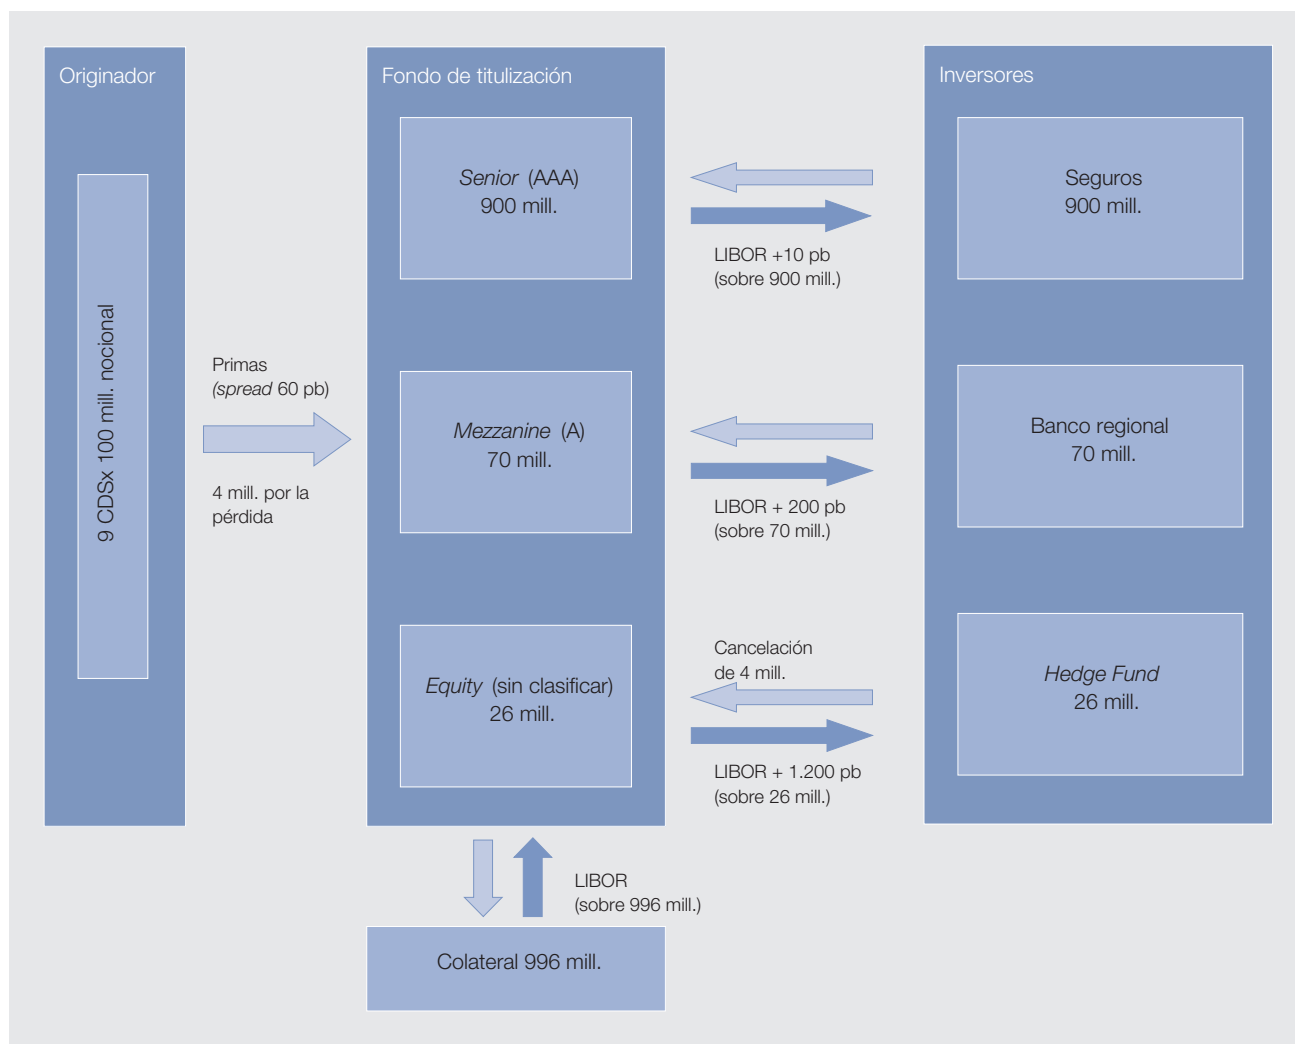 Originador
9 CDSx 100 mill. nocional
Primas
(spread 60 pb)
4 mill. por la
pérdida
Fondo de titulización
Senior (AAA)
900 mill.
Mezzanine (A)
70 mill.
Equity (sin clasificar)
26 mill.
LIBOR +10 pb
(sobre 900 mill.)
LIBOR + 200 pb
(sobre 70 mill.)
Cancelación
de 4 mill.
LIBOR + 1.200 pb
(sobre 26 mill.)
Inversores
Seguros
900 mill.
Banco regional
70 mill.
Hedge Fund
26 mill.
LIBOR
(sobre 996 mill.)
Colateral 996 mill.